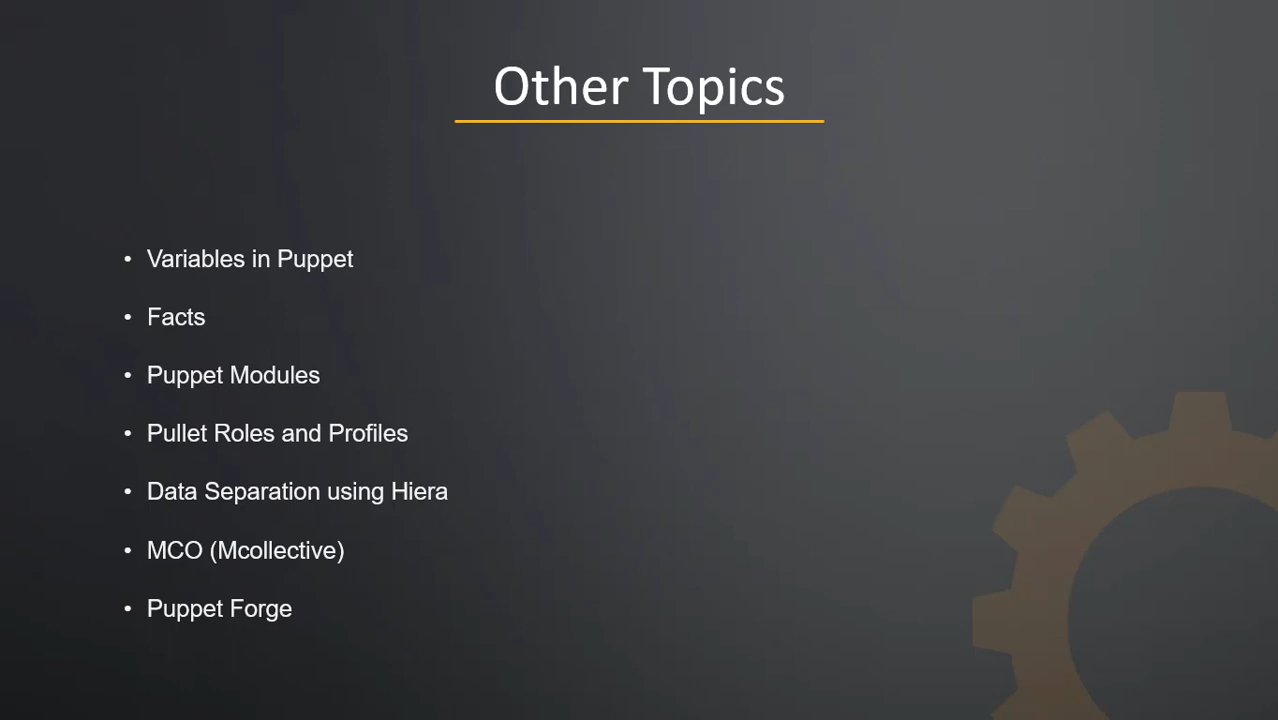 Other Topics
• Variables in Puppet
• Facts
• Puppet Modules
• Pullet Roles and Profiles
• Data Separation using Hiera
• MCO (Mcollective)
• Puppet Forge